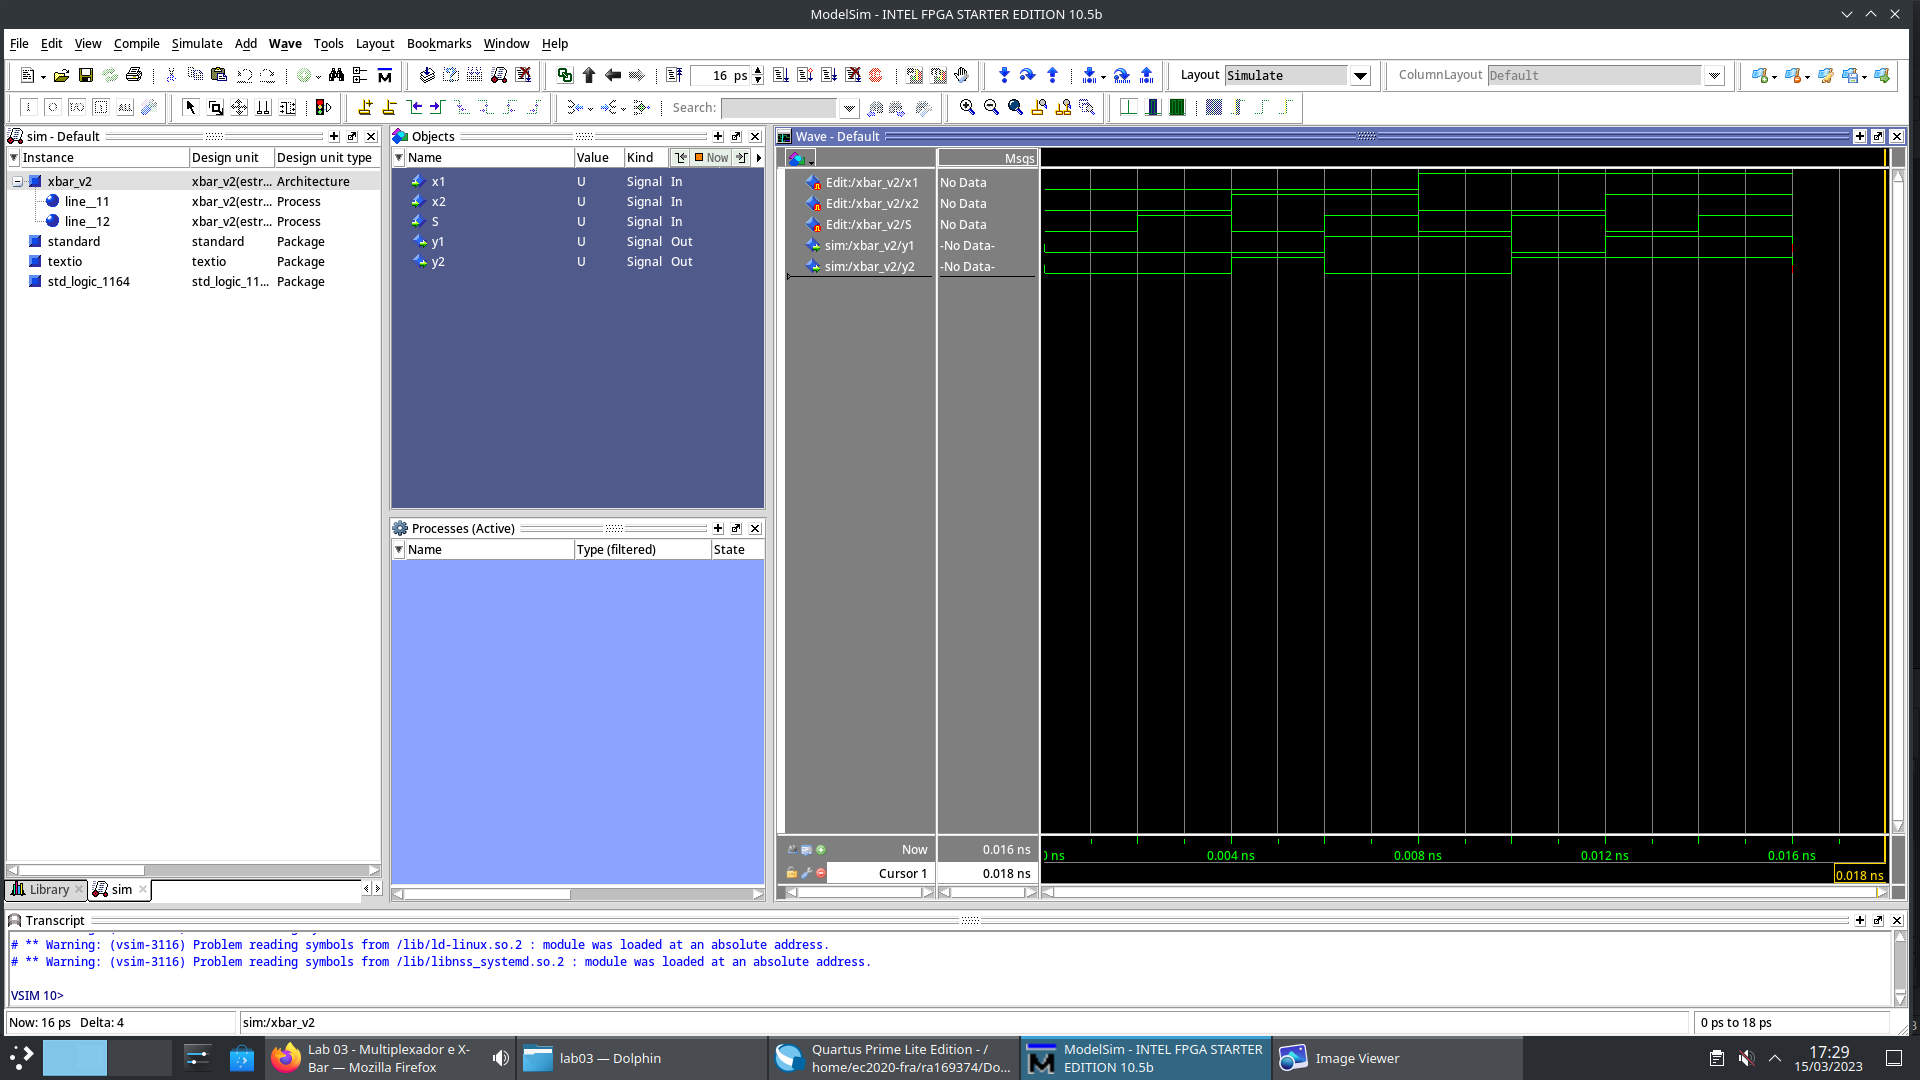 ModelSim - INTEL FPGA STARTER EDITION 10.5b
File Edit View Compile Simulate Add Wave Tools Layout Bookmarks Window Help
16 ps Layout Simulate ColumnLayout Default
ALL Search:
sim - Default
Instance Design unit Design unit type
xbar_v2 xbar_v2(estr... Architecture
line__11 xbar_v2(estr... Process
line__12 xbar_v2(estr... Process
standard standard Package
textio textio Package
std_logic_1164 std_logic_11... Package
Library sim
Objects
Name Value Kind Now
x1 U Signal In
x2 U Signal In
S U Signal In
y1 U Signal Out
y2 U Signal Out
Processes (Active)
Name Type (filtered) State
Wave - Default
Msgs
Edit:/xbar_v2/x1 No Data
Edit:/xbar_v2/x2 No Data
Edit:/xbar_v2/S No Data
sim:/xbar_v2/y1 -No Data-
sim:/xbar_v2/y2 -No Data-
Now 0.016 ns
ns 0.004 ns 0.008 ns 0.012 ns 0.016 ns
Cursor 1 0.018 ns
0.018 ns
Transcript
# ** Warning: (vsim-3116) Problem reading symbols from /lib/ld-linux.so.2 : module was loaded at an absolute address.
# ** Warning: (vsim-3116) Problem reading symbols from /lib/libnss_systemd.so.2 : module was loaded at an absolute address.
VSIM 10>
Now: 16 ps Delta: 4 sim:/xbar_v2 0 ps to 18 ps
Lab 03 - Multiplexador e X-
Bar — Mozilla Firefox
lab03 — Dolphin
Quartus Prime Lite Edition - /
home/ec2020-fra/ra169374/Do...
ModelSim - INTEL FPGA STARTER
EDITION 10.5b
Image Viewer
17:29
15/03/2023